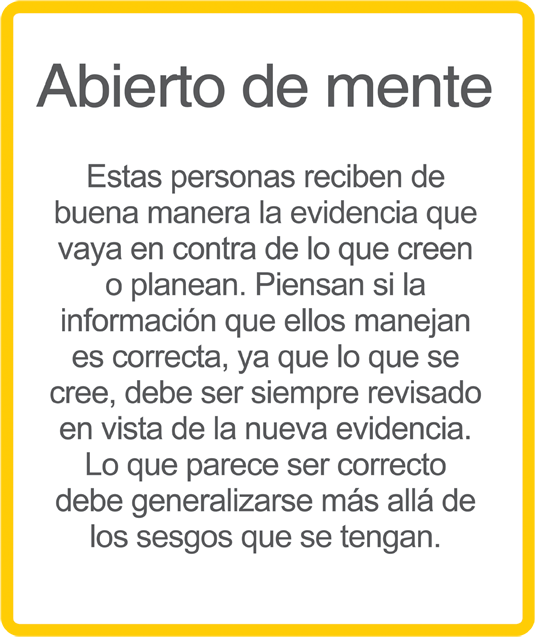 Abierto de mente
Estas personas reciben de
buena manera la evidencia que
vaya en contra de lo que creen
o planean. Piensan si la
información que ellos manejan
es correcta, ya que lo que se
cree, debe ser siempre revisado
en vista de la nueva evidencia.
Lo que parece ser correcto
debe generalizarse más allá de
los sesgos que se tengan.